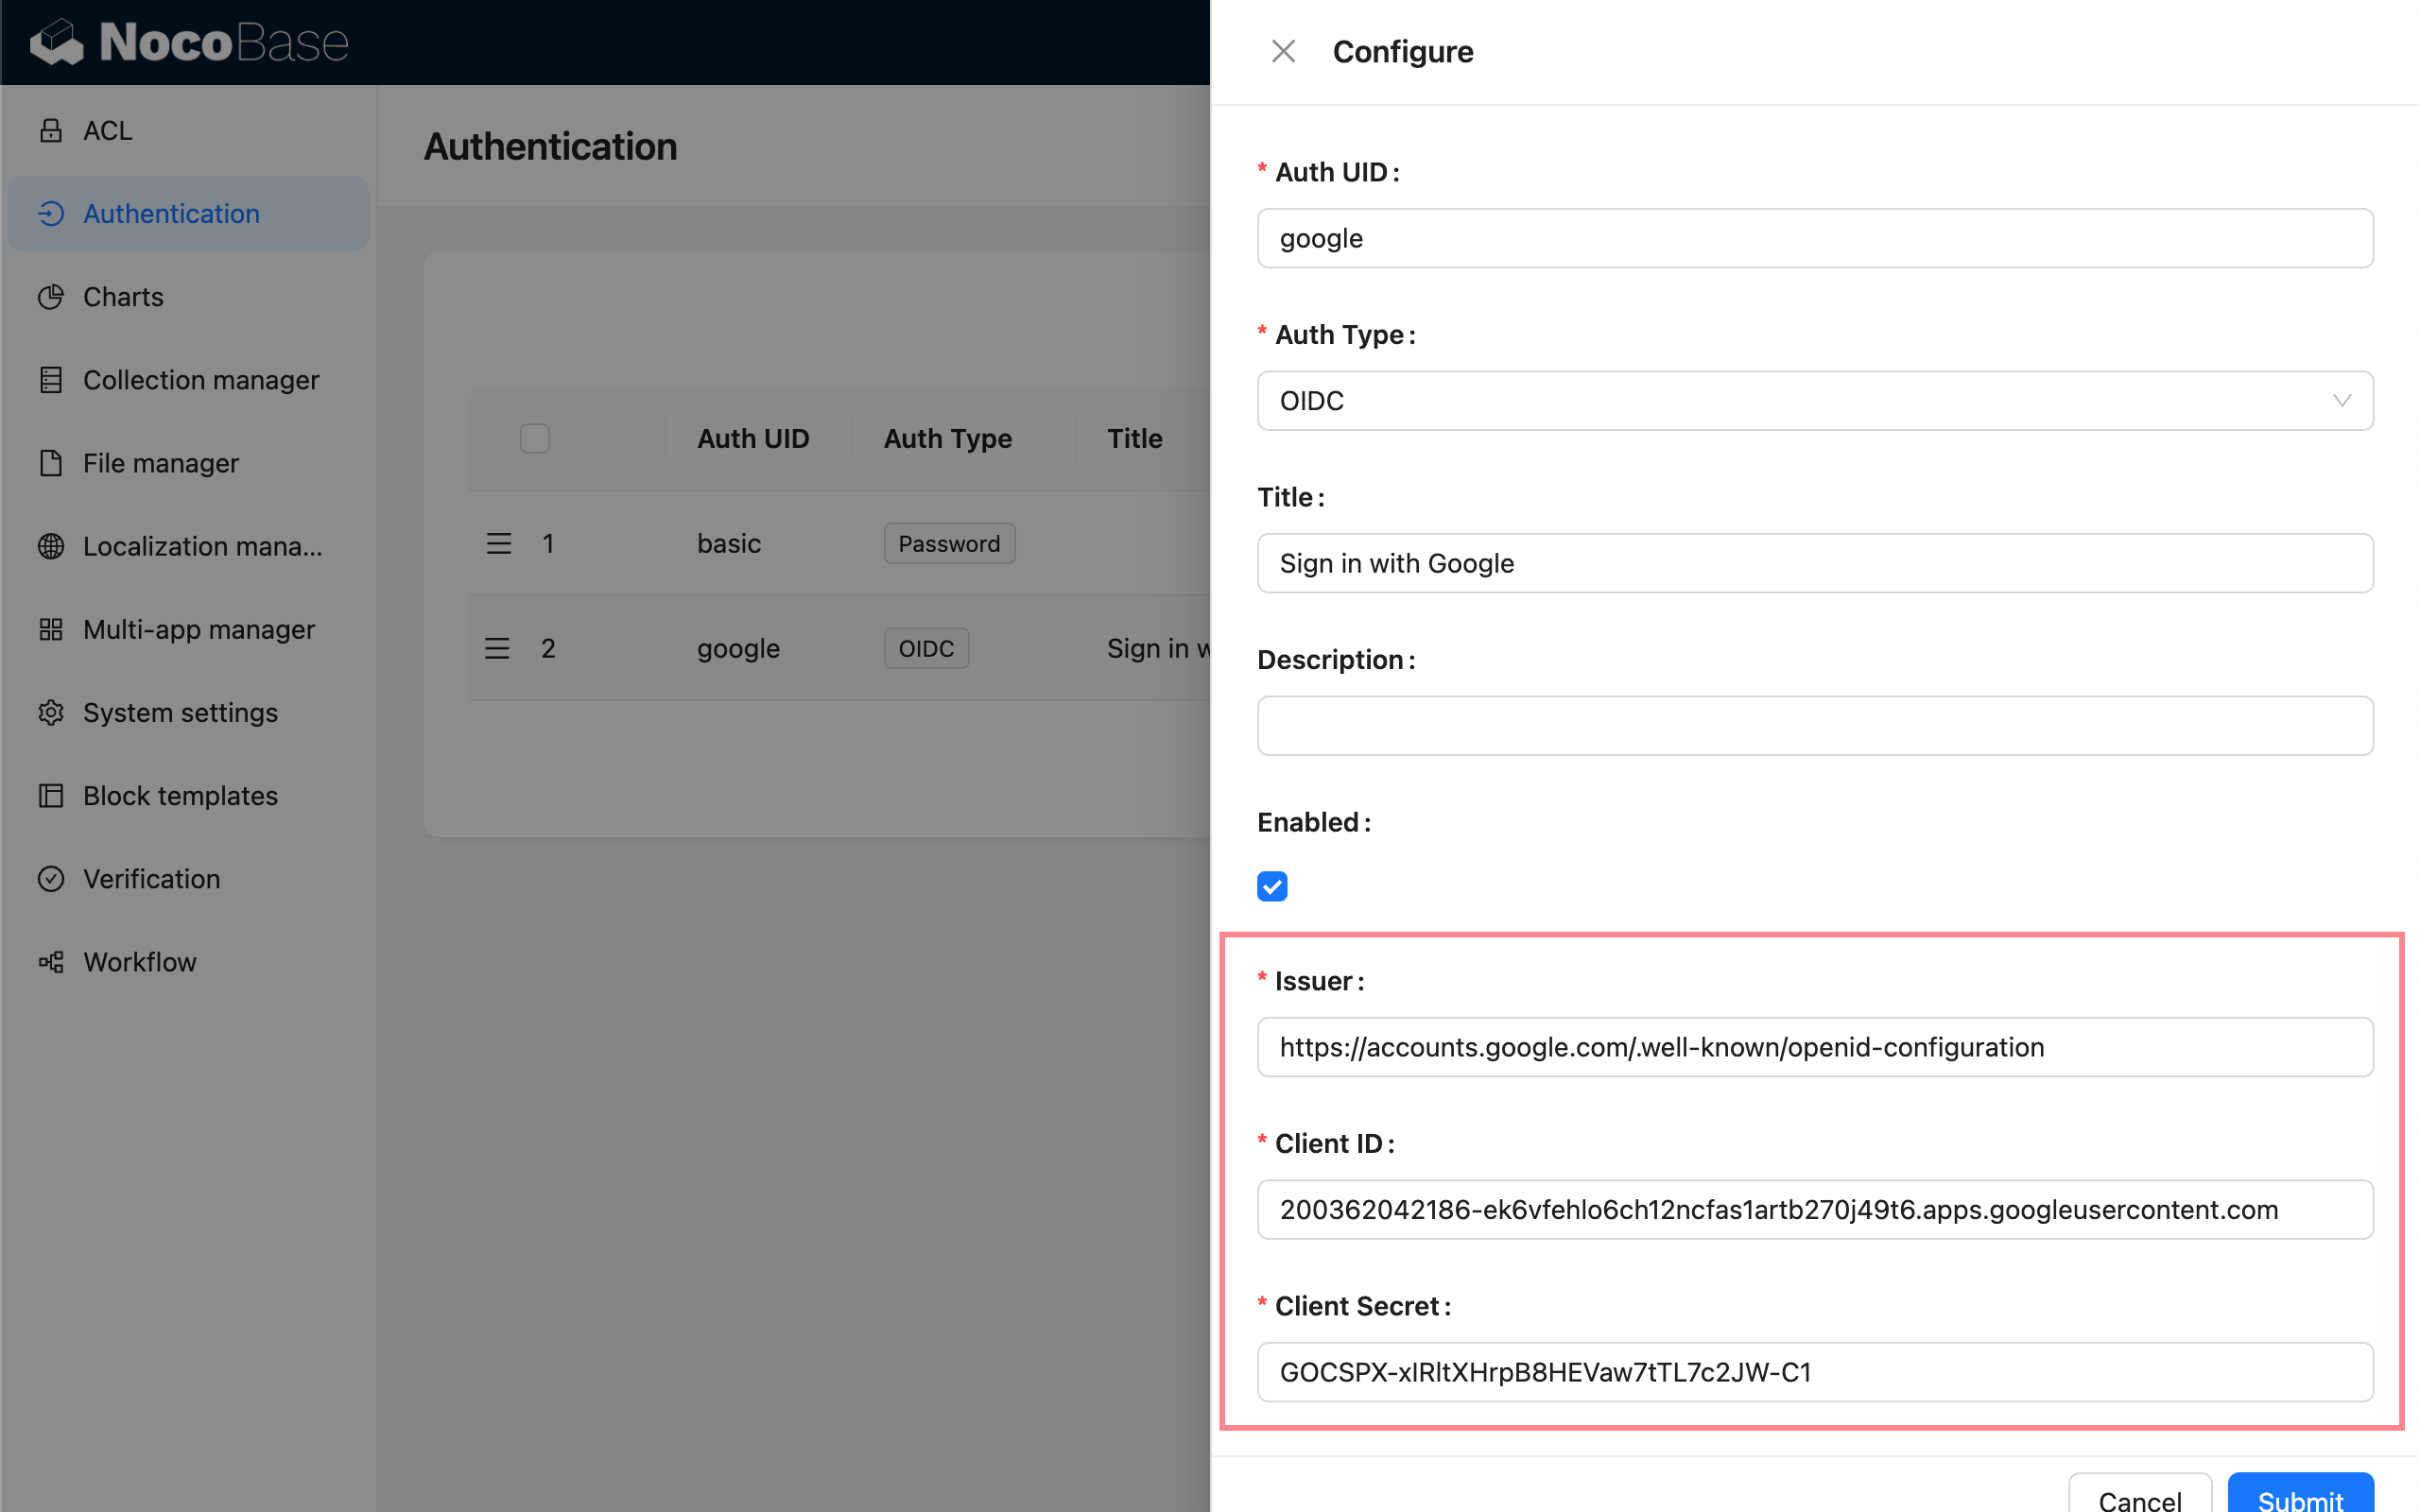 NocoBase
ACL
Authentication
Charts
Collection manager
File manager
Localization mana...
Multi-app manager
System settings
Block templates
Verification
Workflow
Authentication
Auth UID Auth Type Title
1 basic Password
2 google OIDC Sign in w
Configure
* Auth UID:
google
* Auth Type:
OIDC
Title:
Sign in with Google
Description:
Enabled:
* Issuer:
https://accounts.google.com/.well-known/openid-configuration
* Client ID:
200362042186-ek6vfehlo6ch12ncfas1artb270j49t6.apps.googleusercontent.com
* Client Secret:
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
Cancel Submit